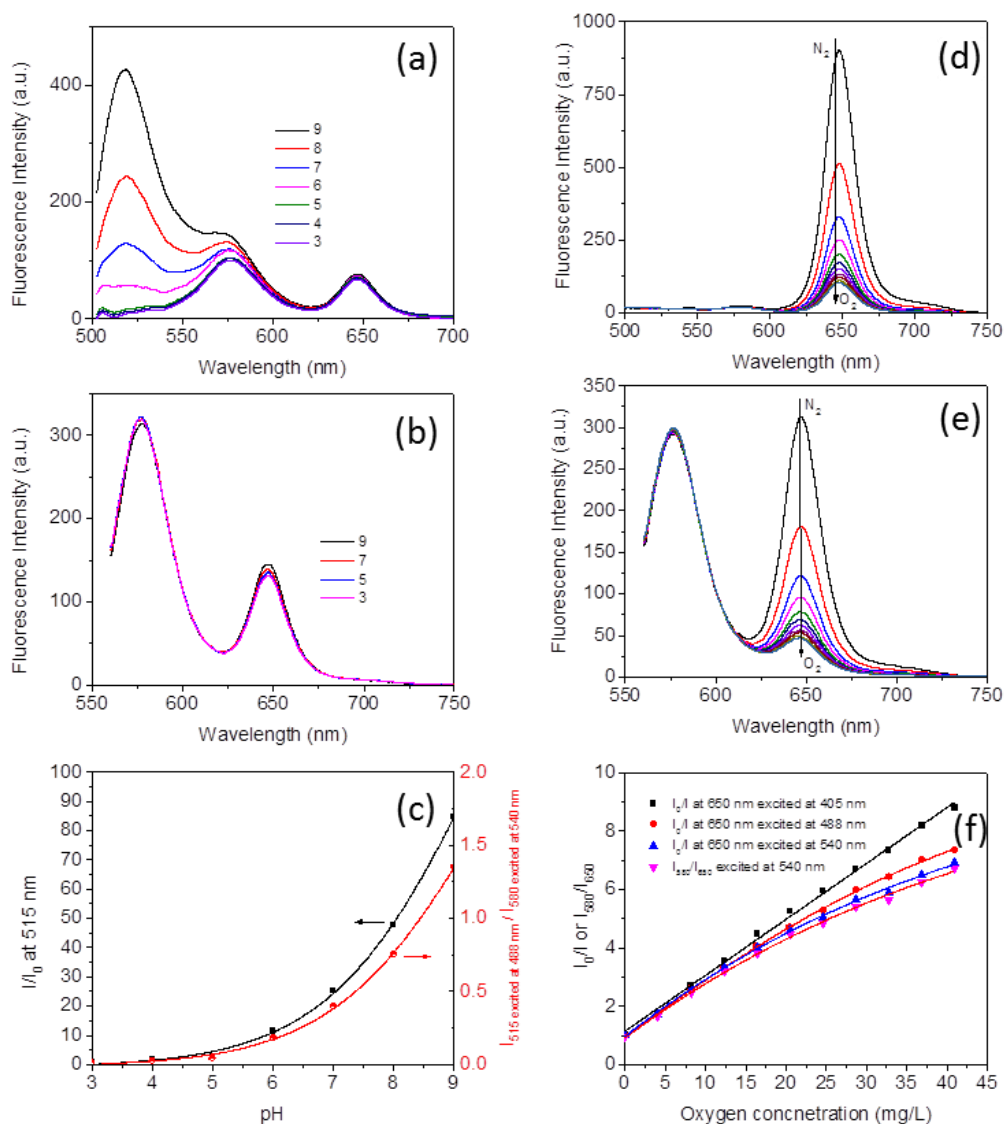 (a)
Fluorescence Intensity (a.u.)
400
200
0
9
8
7
6
5
4
3
500 550 600 650 700
Wavelength (nm)
(d)
Fluorescence Intensity (a.u.)
1000
750
500
250
0
N2
O2
500 550 600 650 700 750
Wavelength (nm)
(b)
Fluorescence Intensity (a.u.)
300
200
100
0
9
7
5
3
550 600 650 700 750
Wavelength (nm)
(e)
Fluorescence Intensity (a.u.)
350
300
250
200
150
100
50
0
N2
O2
550 600 650 700 750
Wavelength (nm)
(c)
I/I0 at 515 nm
100
90
80
70
60
50
40
30
20
10
0
2.0
1.5
1.0
0.5
0.0
I515 excited at 488 nm / I580 excited at 540 nm
3 4 5 6 7 8 9
pH
(f)
I0/I or I580/I650
10
8
6
4
2
0
I0/I at 650 nm excited at 405 nm
I0/I at 650 nm excited at 488 nm
I0/I at 650 nm excited at 540 nm
excited at 540 nm
0 5 10 15 20 25 30 35 40 45
Oxygen concnetration (mg/L)